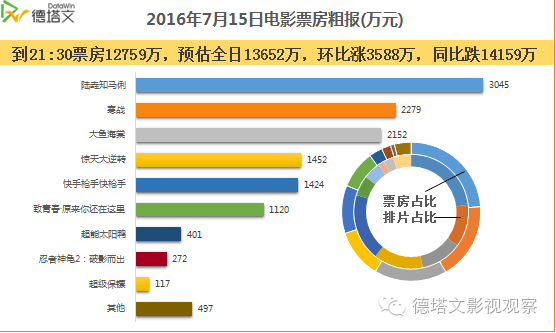 DataWin
德塔文
2016年7月15日电影票房粗报(万元)
到21:30票房12759万，预估全日13652万，环比涨3588万，同比跌14159万
陆垚知马俐 3045
寒战 2279
大鱼海棠 2152
惊天大逆转 1452
快手枪手快枪手 1424
致青春·原来你还在这里 1120
超能太阳鸭 401
忍者神龟2：破影而出 272
超级保镖 117
其他 497
票房占比
排片占比
德塔文影视观察